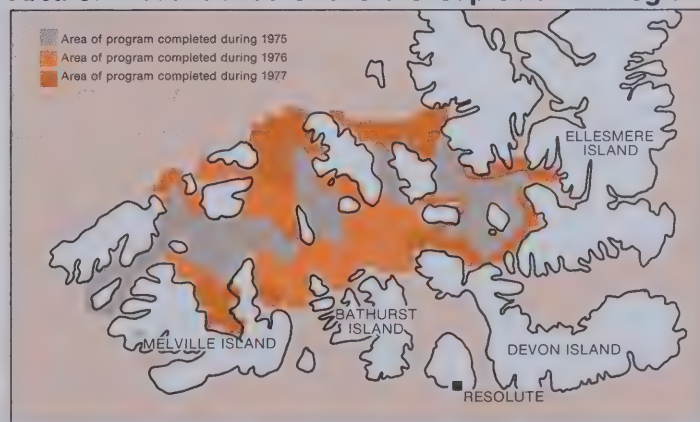 Area of program completed during 1975
Area of program completed during 1976
Area of program completed during 1977
ELLESMERE
ISLAND
BATHURST
ISLAND
MELVILLE ISLAND
DEVON ISLAND
RESOLUTE